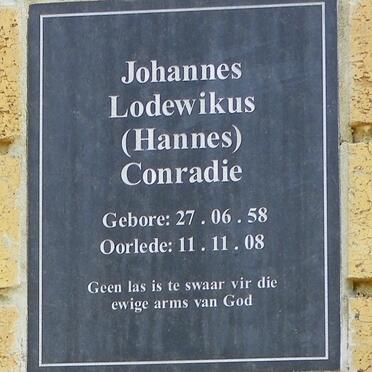 Johannes
Lodewikus
(Hannes)
Conradie
Gebore: 27 . 06 . 58
Oorlede: 11 . 11 . 08
Geen las is te swaar vir die
ewige arms van God